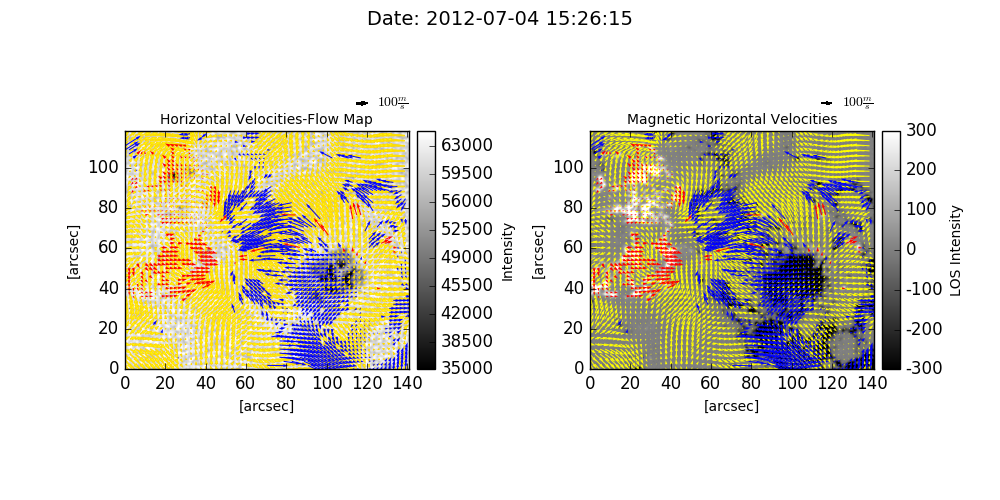 Date: 2012-07-04 15:26:15
100 m/s
100 m/s
Horizontal Velocities-Flow Map
Magnetic Horizontal Velocities
[arcsec]
100
80
60
40
20
0
0 20 40 60 80 100 120 140
[arcsec]
63000
59500
56000
52500
49000
45500
42000
38500
35000
Intensity
[arcsec]
100
80
60
40
20
0
0 20 40 60 80 100 120 140
[arcsec]
300
200
100
0
-100
-200
-300
LOS Intensity